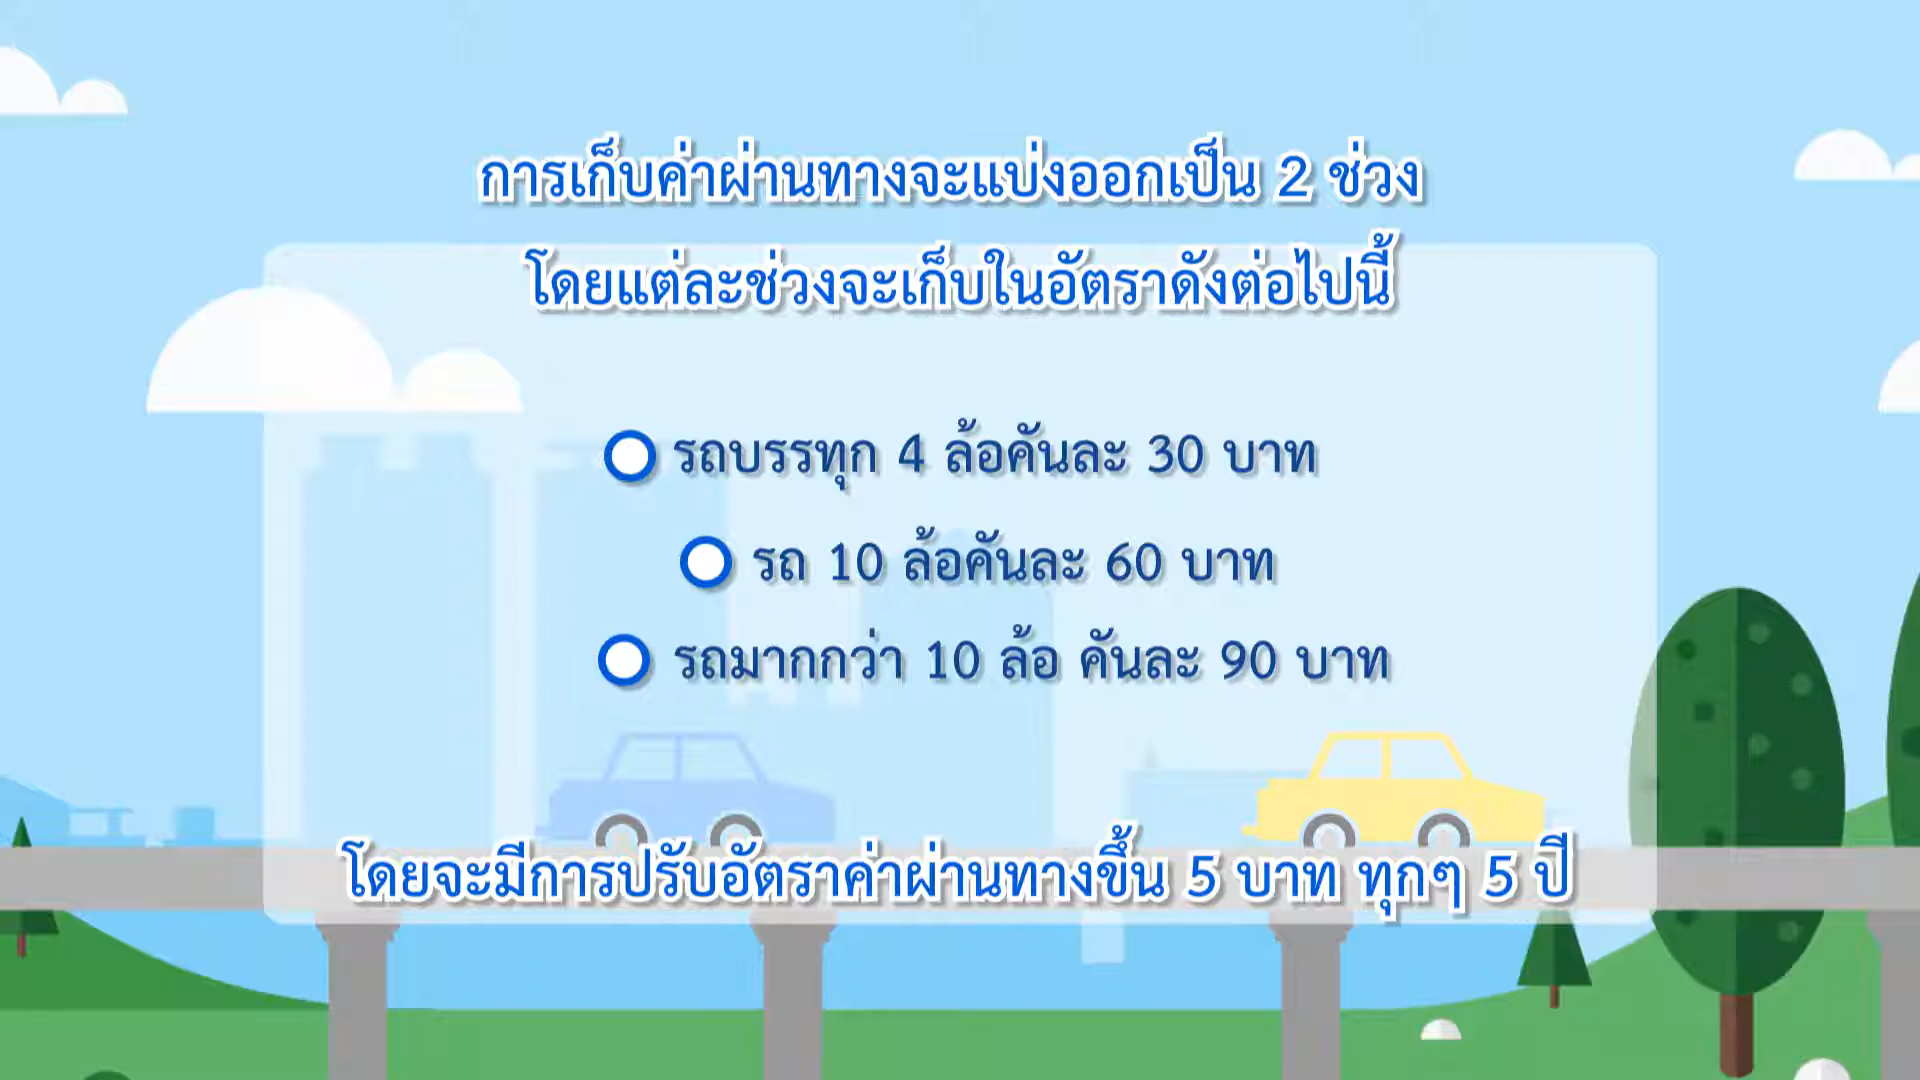 การเก็บค่าผ่านทางจะแบ่งออกเป็น 2 ช่วง
โดยแต่ละช่วงจะเก็บในอัตราดังต่อไปนี้
รถบรรทุก 4 ล้อคันละ 30 บาท
รถ 10 ล้อคันละ 60 บาท
รถมากกว่า 10 ล้อ คันละ 90 บาท
โดยจะมีการปรับอัตราค่าผ่านทางขึ้น 5 บาท ทุกๆ 5 ปี